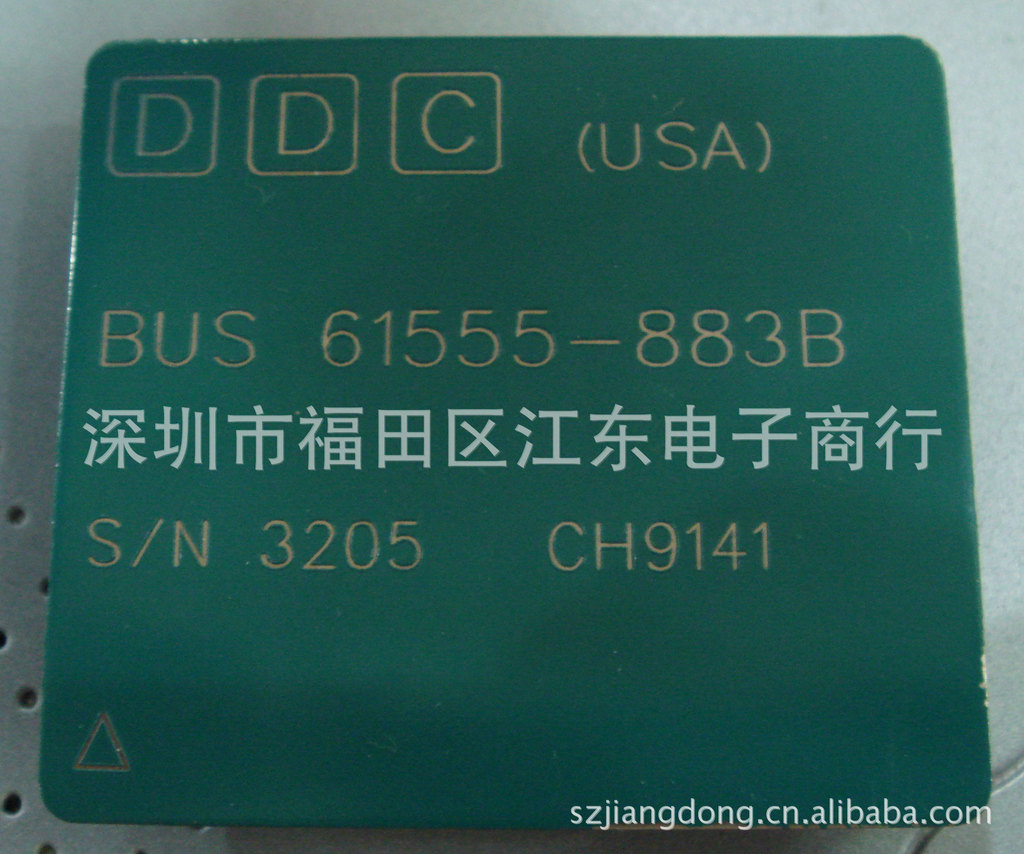 DDC (USA)
BUS 61555-883B
深圳市福田区江东电子商行
S/N 3205 CH9141
szjiangdong.cn.alibaba.com